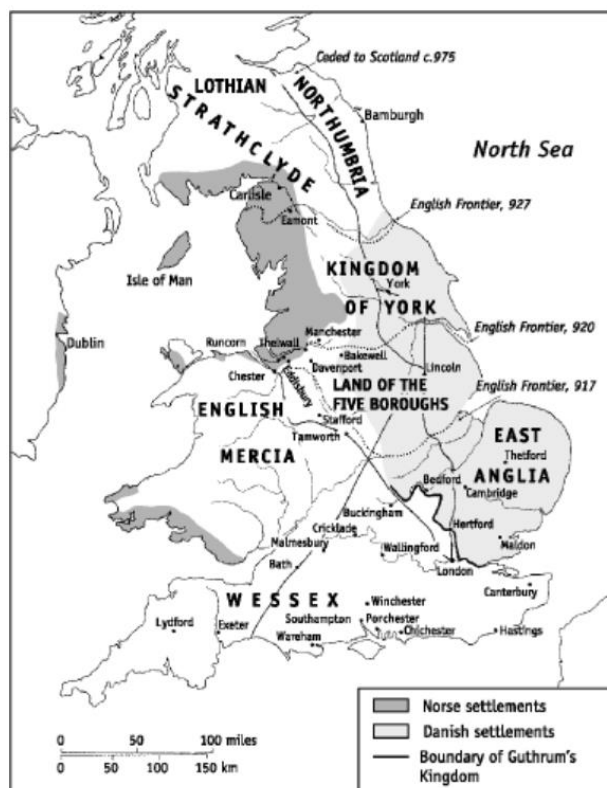 Ceded to Scotland c.975
LOTHIAN
NORTHUMBRIA
STRATHCLYDE
Bamburgh
North Sea
Carlisle
Eamont
English Frontier, 927
Isle of Man
KINGDOM
York
OF YORK
Dublin
Runcorn
Thelwall
Manchester
English Frontier, 920
Bakewell
Chester
Eddisbury
Davenport
Lincoln
LAND OF THE
FIVE BOROUGHS
English Frontier, 917
ENGLISH
Stafford
EAST
Tamworth
Thetford
MERCIA
ANGLIA
Bedford
Cambridge
Buckingham
Hertford
Cricklade
Maldon
Malmesbury
Wallingford
Bath
London
Canterbury
WESSEX
Winchester
Southampton
Porchester
Lydford
Exeter
Wareham
Chichester
Hastings
Norse settlements
Danish settlements
Boundary of Guthrum's
Kingdom
0 50 100 miles
0 50 100 150 km